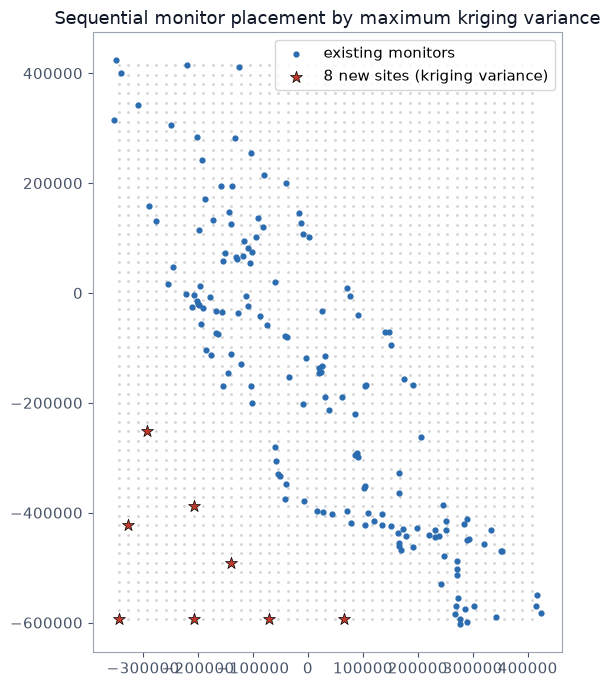 Sequential monitor placement by maximum kriging variance
existing monitors
8 new sites (kriging variance)
400000
200000
0
−200000
−400000
−600000
−300000−200000−100000 0 100000 200000 300000 400000